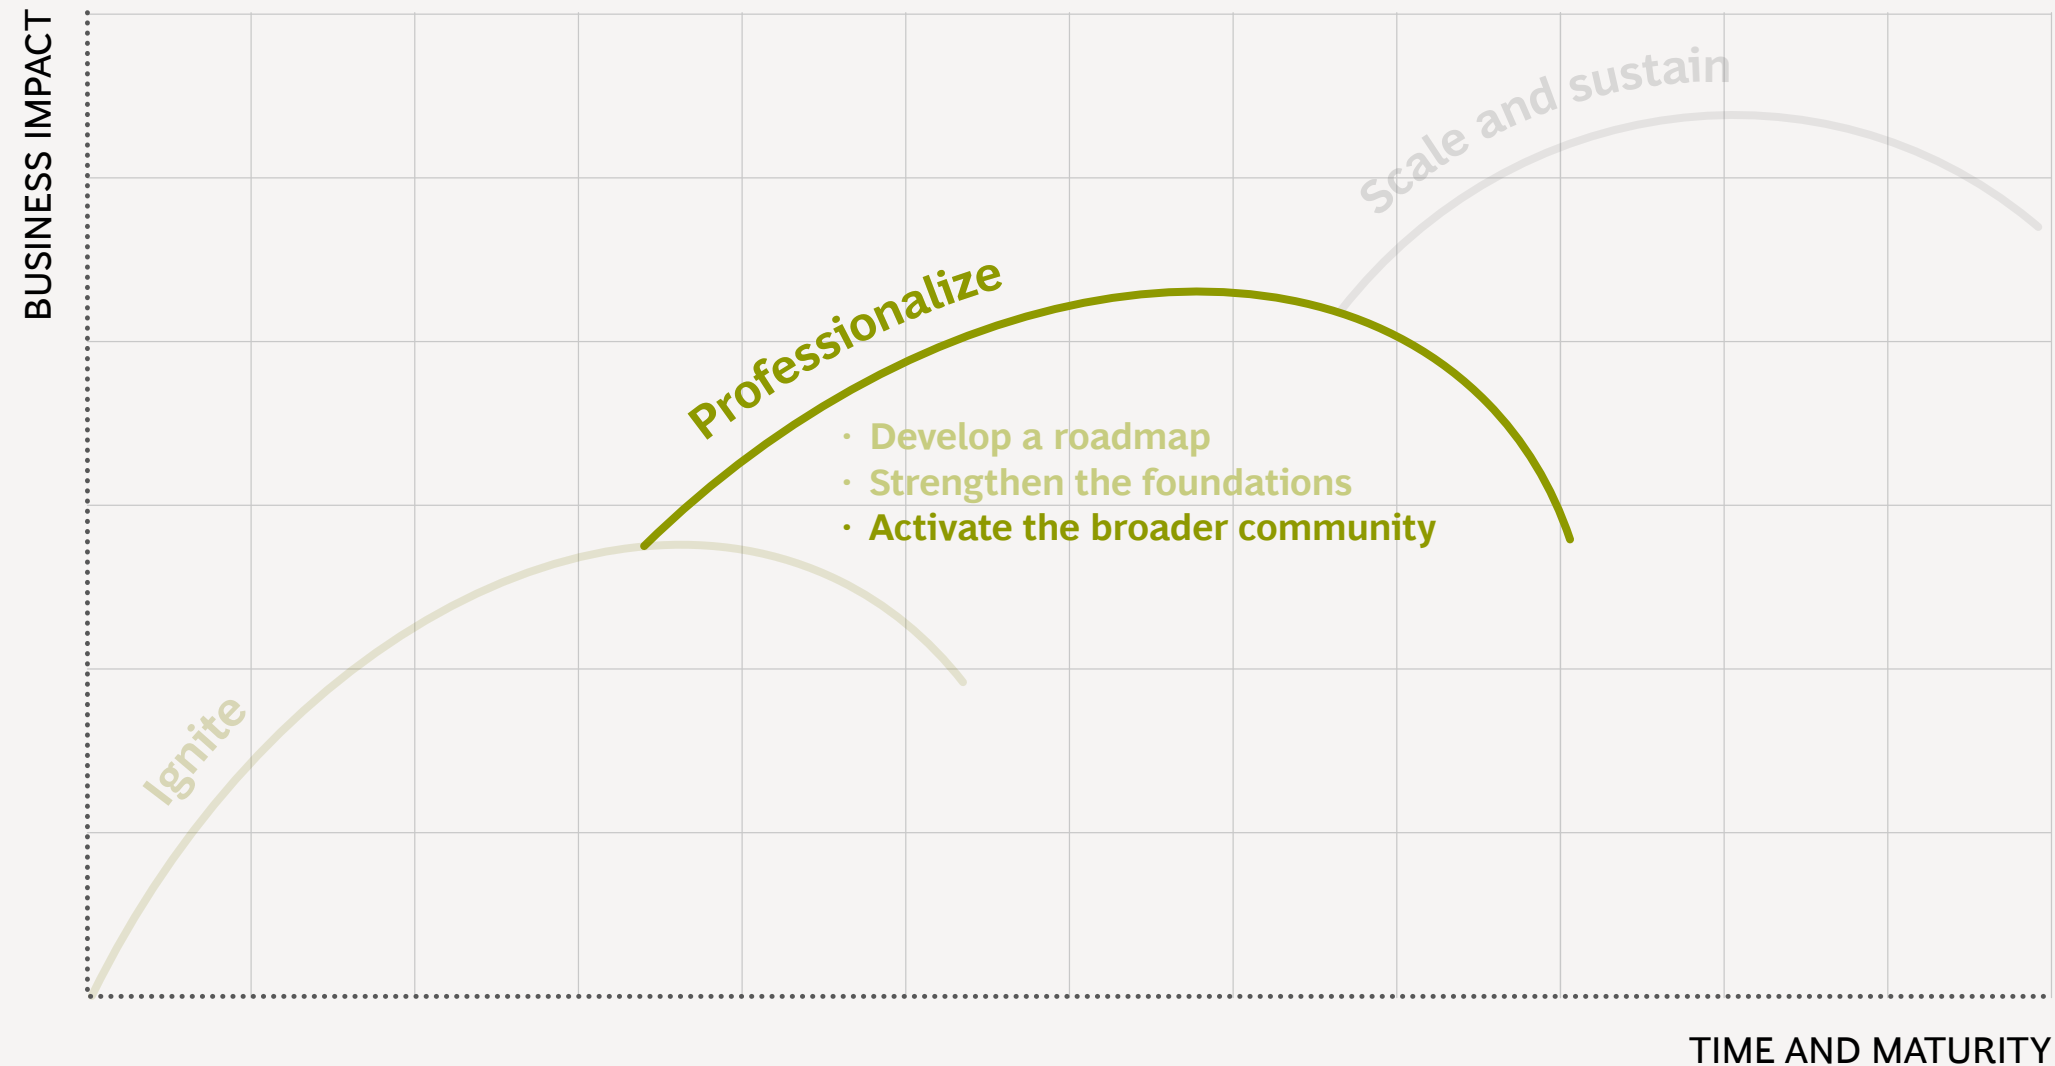 BUSINESS IMPACT
Scale and sustain
Professionalize
· Develop a roadmap
· Strengthen the foundations
· Activate the broader community
Ignite
TIME AND MATURITY